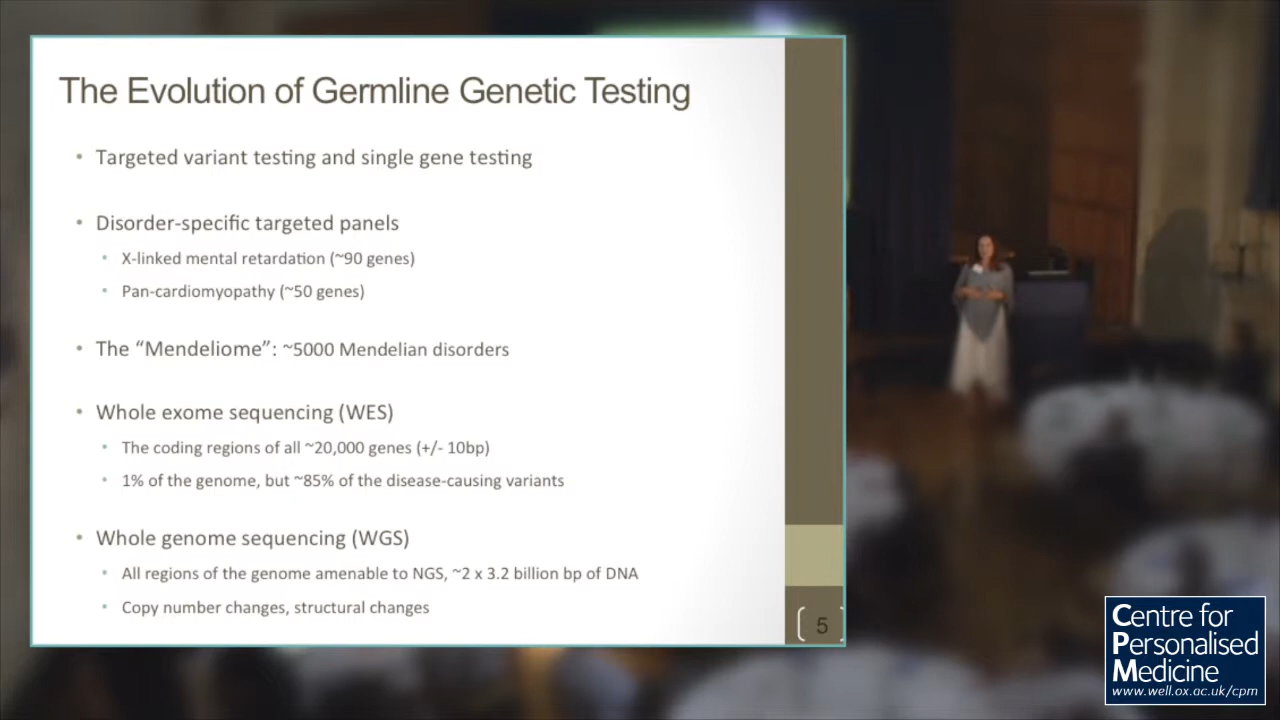 The Evolution of Germline Genetic Testing
• Targeted variant testing and single gene testing
• Disorder-specific targeted panels
• X-linked mental retardation (~90 genes)
• Pan-cardiomyopathy (~50 genes)
• The “Mendeliome”: ~5000 Mendelian disorders
• Whole exome sequencing (WES)
• The coding regions of all ~20,000 genes (+/- 10bp)
• 1% of the genome, but ~85% of the disease-causing variants
• Whole genome sequencing (WGS)
• All regions of the genome amenable to NGS, ~2 x 3.2 billion bp of DNA
• Copy number changes, structural changes
5
Centre for
Personalised
Medicine
www.well.ox.ac.uk/cpm